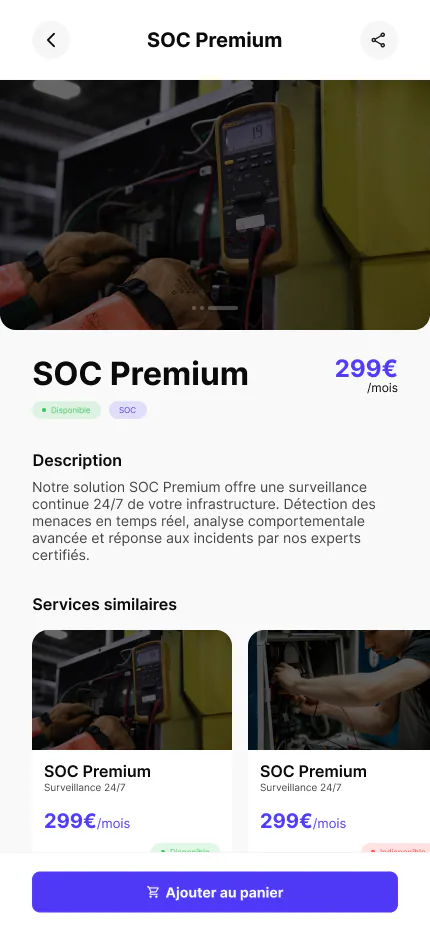 SOC Premium
19
SOC Premium
299€
/mois
Disponible
SOC
Description
Notre solution SOC Premium offre une surveillance
continue 24/7 de votre infrastructure. Détection des
menaces en temps réel, analyse comportementale
avancée et réponse aux incidents par nos experts
certifiés.
Services similaires
SOC Premium
Surveillance 24/7
299€/mois
Disponible
SOC Premium
Surveillance 24/7
299€/mois
Indisponible
Ajouter au panier